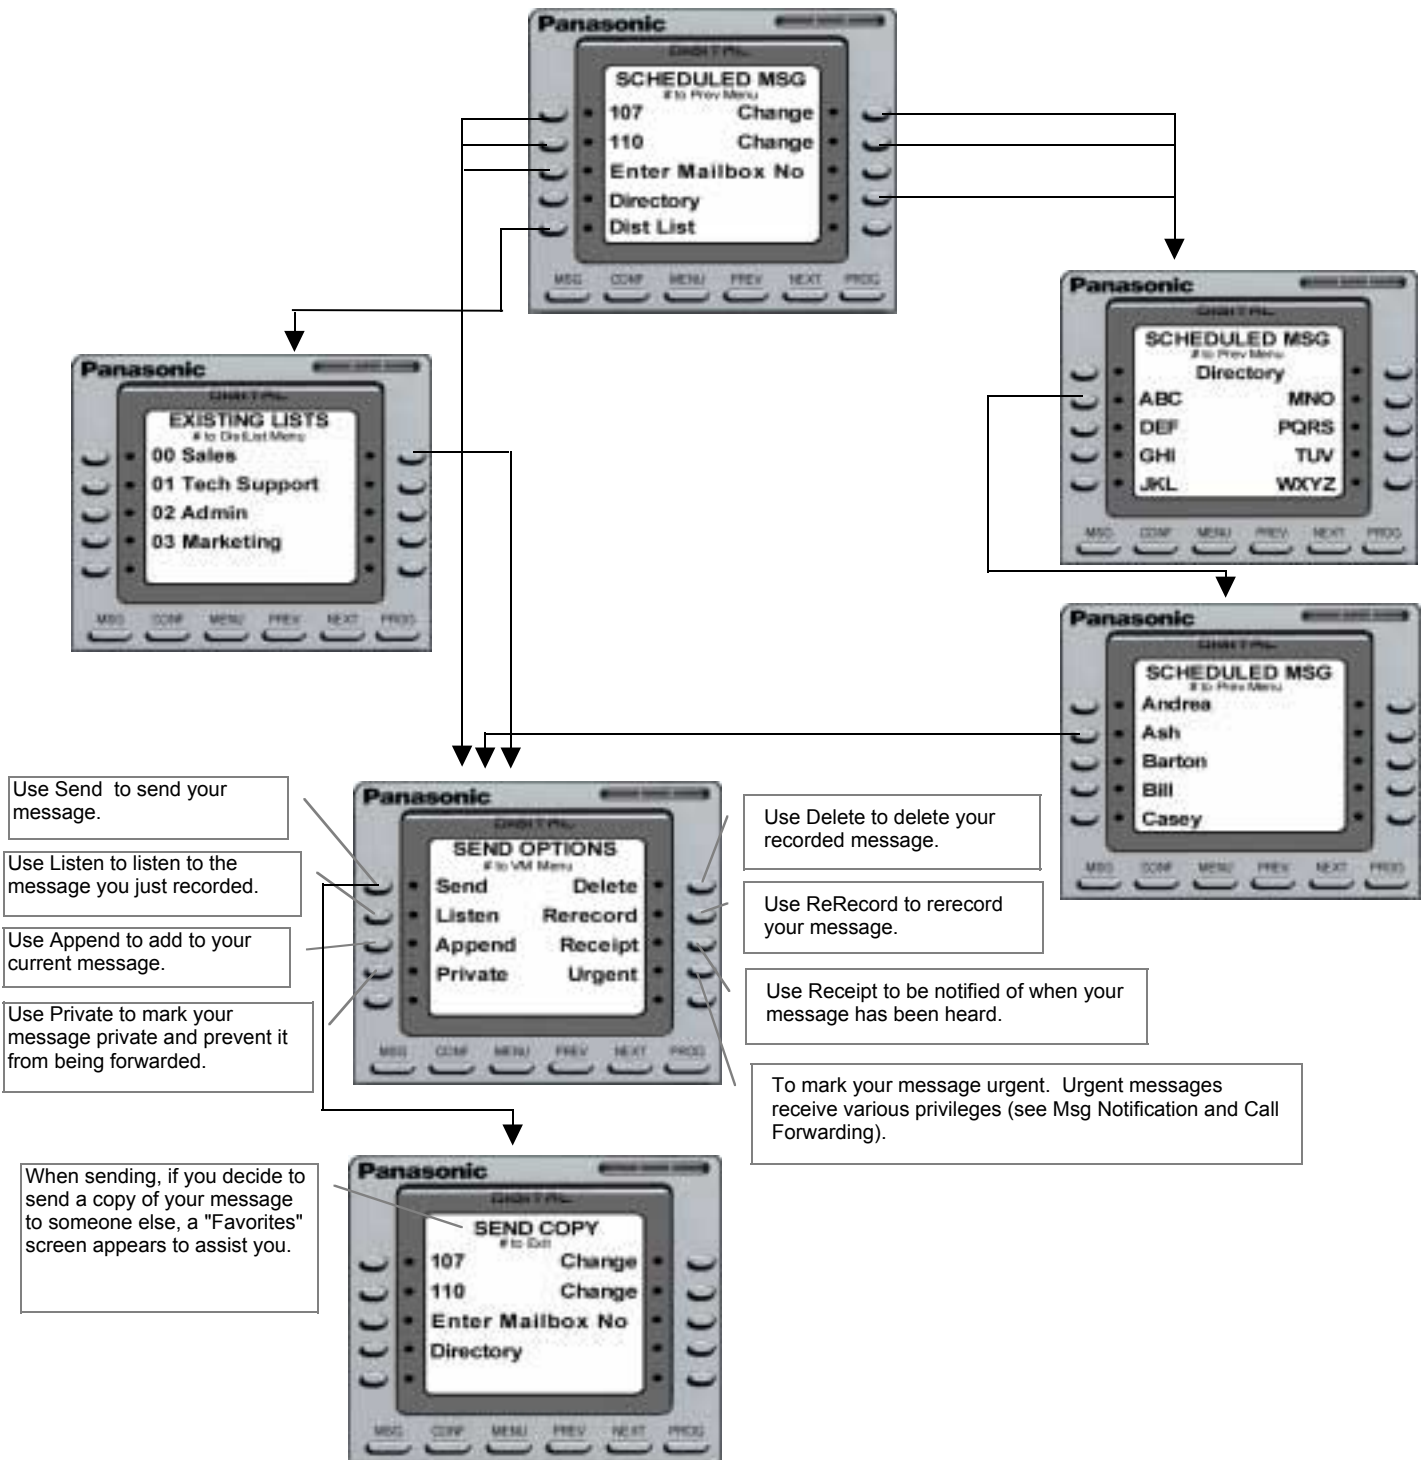 Panasonic
DIGITAL
SCHEDULED MSG
# to Prev Menu
107 Change
110 Change
Enter Mailbox No
Directory
Dist List
MSG CONF MENU PREV NEXT PROG
Panasonic
DIGITAL
SCHEDULED MSG
# to Prev Menu
Directory
ABC MNO
DEF PQRS
GHI TUV
JKL WXYZ
MSG CONF MENU PREV NEXT PROG
Panasonic
DIGITAL
EXISTING LISTS
# to DistList Menu
00 Sales
01 Tech Support
02 Admin
03 Marketing
MSG CONF MENU PREV NEXT PROG
Panasonic
DIGITAL
SCHEDULED MSG
# to Prev Menu
Andrea
Ash
Barton
Bill
Casey
MSG CONF MENU PREV NEXT PROG
Use Send to send your
message.
Use Listen to listen to the
message you just recorded.
Use Append to add to your
current message.
Use Private to mark your
message private and prevent it
from being forwarded.
Panasonic
DIGITAL
SEND OPTIONS
# to VM Menu
Send Delete
Listen Rerecord
Append Receipt
Private Urgent
MSG CONF MENU PREV NEXT PROG
Use Delete to delete your
recorded message.
Use ReRecord to rerecord
your message.
Use Receipt to be notified of when your
message has been heard.
To mark your message urgent. Urgent messages
receive various privileges (see Msg Notification and Call
Forwarding).
When sending, if you decide to
send a copy of your message
to someone else, a "Favorites"
screen appears to assist you.
Panasonic
DIGITAL
SEND COPY
# to Exit
107 Change
110 Change
Enter Mailbox No
Directory
MSG CONF MENU PREV NEXT PROG